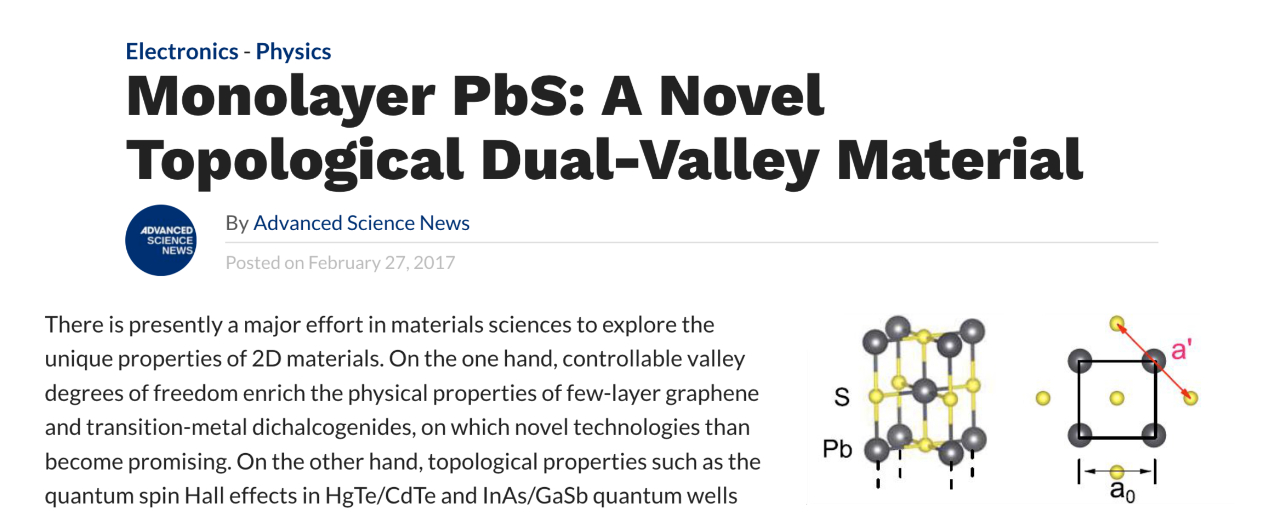 Electronics - Physics
Monolayer PbS: A Novel
Topological Dual-Valley Material
ADVANCED
SCIENCE
NEWS
By Advanced Science News
Posted on February 27, 2017
There is presently a major effort in materials sciences to explore the
unique properties of 2D materials. On the one hand, controllable valley
degrees of freedom enrich the physical properties of few-layer graphene
and transition-metal dichalcogenides, on which novel technologies than
become promising. On the other hand, topological properties such as the
quantum spin Hall effects in HgTe/CdTe and InAs/GaSb quantum wells
S
Pb
a'
a₀